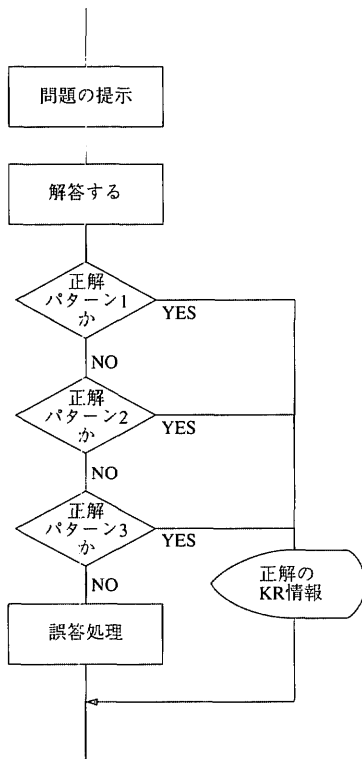 問題の提示
解答する
正解
パターン1
か
YES
NO
正解
パターン2
か
YES
NO
正解
パターン3
か
YES
NO
正解の
KR情報
誤答処理